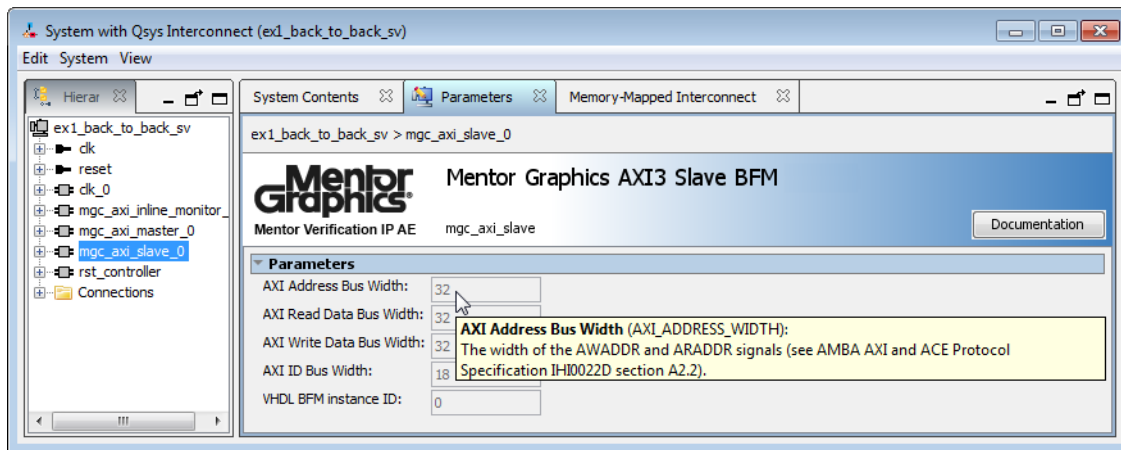 System with Qsys Interconnect (ex1_back_to_back_sv)
Edit System View
Hierar
System Contents
Parameters
Memory-Mapped Interconnect
ex1_back_to_back_sv
clk
reset
clk_0
mgc_axi_inline_monitor_
mgc_axi_master_0
mgc_axi_slave_0
rst_controller
Connections
ex1_back_to_back_sv > mgc_axi_slave_0
Mentor Graphics
Mentor Verification IP AE
Mentor Graphics AXI3 Slave BFM
mgc_axi_slave
Documentation
Parameters
AXI Address Bus Width: 32
AXI Read Data Bus Width: 32
AXI Write Data Bus Width: 32
AXI ID Bus Width: 18
VHDL BFM instance ID: 0
AXI Address Bus Width (AXI_ADDRESS_WIDTH):
The width of the AWADDR and ARADDR signals (see AMBA AXI and ACE Protocol
Specification IHI0022D section A2.2).